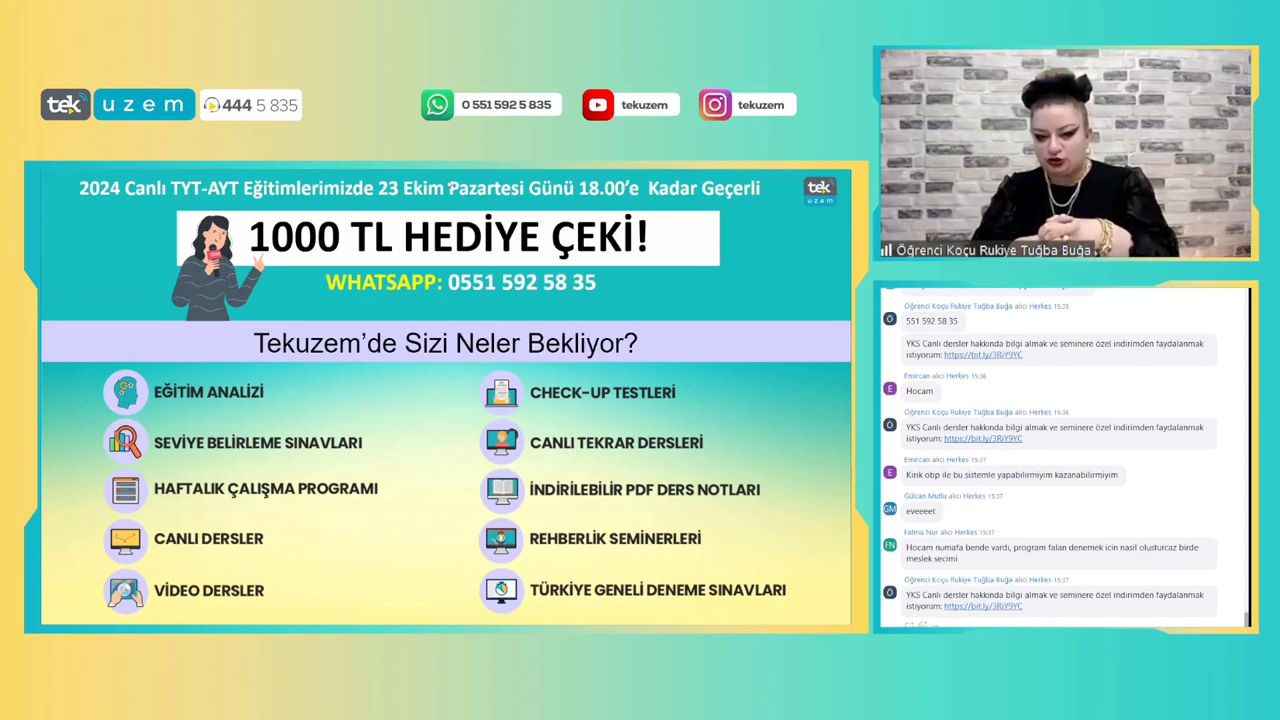 tek uzem 444 5 835
0 551 592 5 835
tekuzem
tekuzem
2024 Canlı TYT-AYT Eğitimlerimizde 23 Ekim Pazartesi Günü 18.00’e Kadar Geçerli
tek
uzem
1000 TL HEDİYE ÇEKİ!
WHATSAPP: 0551 592 58 35
Tekuzem’de Sizi Neler Bekliyor?
EĞİTİM ANALİZİ
SEVİYE BELİRLEME SINAVLARI
HAFTALIK ÇALIŞMA PROGRAMI
CANLI DERSLER
VİDEO DERSLER
CHECK-UP TESTLERİ
CANLI TEKRAR DERSLERİ
İNDİRİLEBİLİR PDF DERS NOTLARI
REHBERLİK SEMİNERLERİ
TÜRKİYE GENELİ DENEME SINAVLARI
Öğrenci Koçu Rukiye Tuğba Buğa
Öğrenci Koçu Rukiye Tuğba Buğa alıcı Herkes 15:35
Ö
551 592 58 35
YKS Canlı dersler hakkında bilgi almak ve seminere özel indirimden faydalanmak
istiyorum: https://bit.ly/3RiY9YC
Emircan alıcı Herkes 15:36
E
Hocam
Öğrenci Koçu Rukiye Tuğba Buğa alıcı Herkes 15:36
Ö
YKS Canlı dersler hakkında bilgi almak ve seminere özel indirimden faydalanmak
istiyorum: https://bit.ly/3RiY9YC
Emircan alıcı Herkes 15:37
E
Kirik obp ile bu sistemle yapabilirmiyim kazanabilirmiyim
Gülcan Mutlu alıcı Herkes 15:37
GM
eveeeet
Fatma Nur alıcı Herkes 15:37
FN
Hocam numafa bende vardı, program falan denemek icin nasil olusturcaz birde
meslek secimi
Öğrenci Koçu Rukiye Tuğba Buğa alıcı Herkes 15:37
Ö
YKS Canlı dersler hakkında bilgi almak ve seminere özel indirimden faydalanmak
istiyorum: https://bit.ly/3RiY9YC